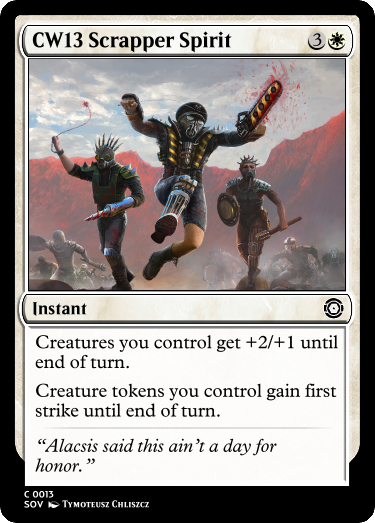 CW13 Scrapper Spirit 3
Instant
Creatures you control get +2/+1 until
end of turn.
Creature tokens you control gain first
strike until end of turn.
“Alacsis said this ain't a day for
honor.”
C 0013
SOV Tymoteusz Chliszcz